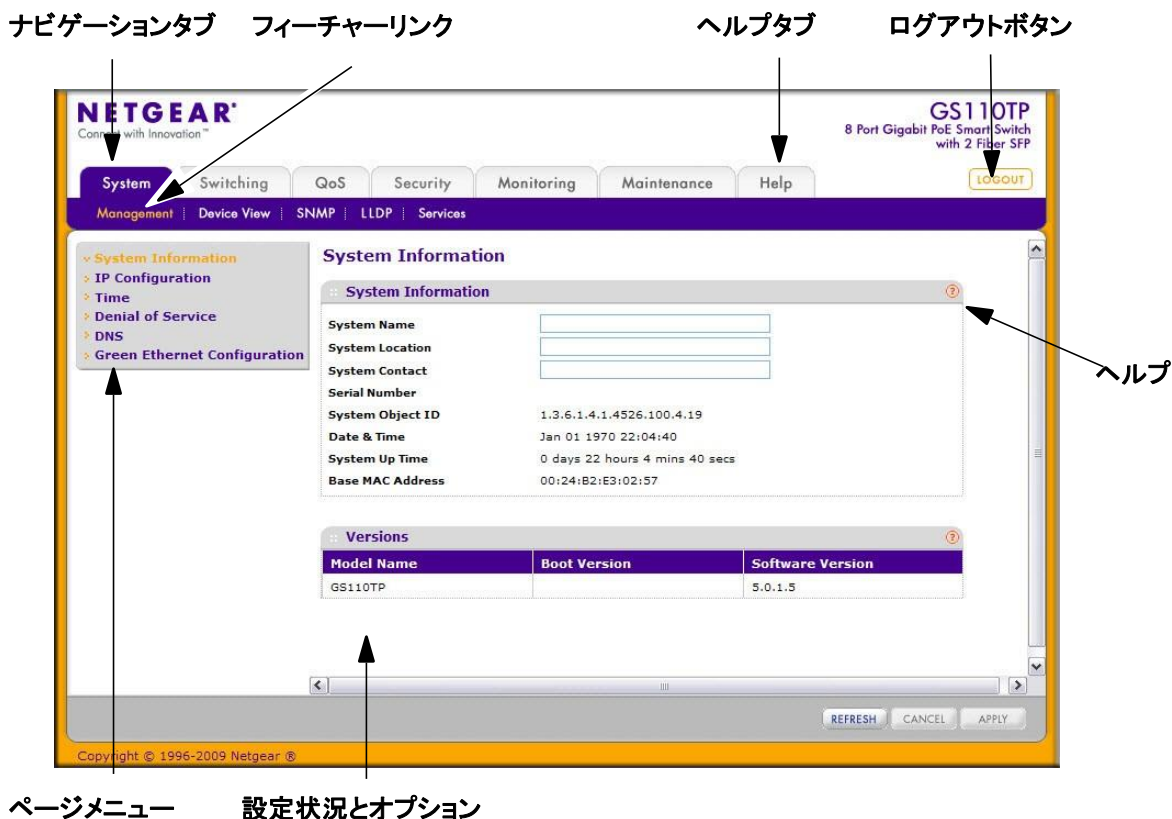 ナビゲーションタブ フィーチャーリンク ヘルプタブ ログアウトボタン
NETGEAR®
Connect with Innovation™
GS110TP
8 Port Gigabit PoE Smart Switch
with 2 Fiber SFP
System Switching QoS Security Monitoring Maintenance Help LOGOUT
Management Device View SNMP LLDP Services
System Information
IP Configuration
Time
Denial of Service
DNS
Green Ethernet Configuration
System Information
System Information
System Name
System Location
System Contact
Serial Number
System Object ID 1.3.6.1.4.1.4526.100.4.19
Date & Time Jan 01 1970 22:04:40
System Up Time 0 days 22 hours 4 mins 40 secs
Base MAC Address 00:24:B2:E3:02:57
ヘルプ
Versions
Model Name Boot Version Software Version
GS110TP 5.0.1.5
REFRESH CANCEL APPLY
Copyright © 1996-2009 Netgear ®
ページメニュー 設定状況とオプション